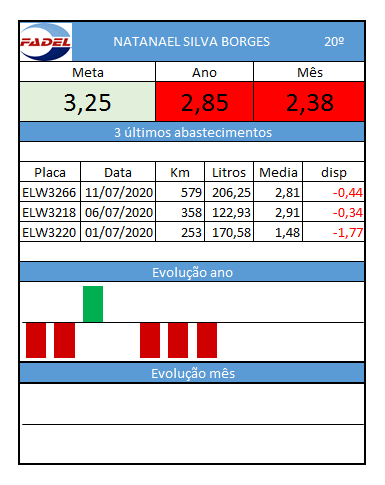 FADEL
NATANAEL SILVA BORGES 20º
Meta Ano Mês
3,25 2,85 2,38
3 últimos abastecimentos
Placa Data Km Litros Media disp
ELW3266 11/07/2020 579 206,25 2,81 -0,44
ELW3218 06/07/2020 358 122,93 2,91 -0,34
ELW3220 01/07/2020 253 170,58 1,48 -1,77
Evolução ano
Evolução mês